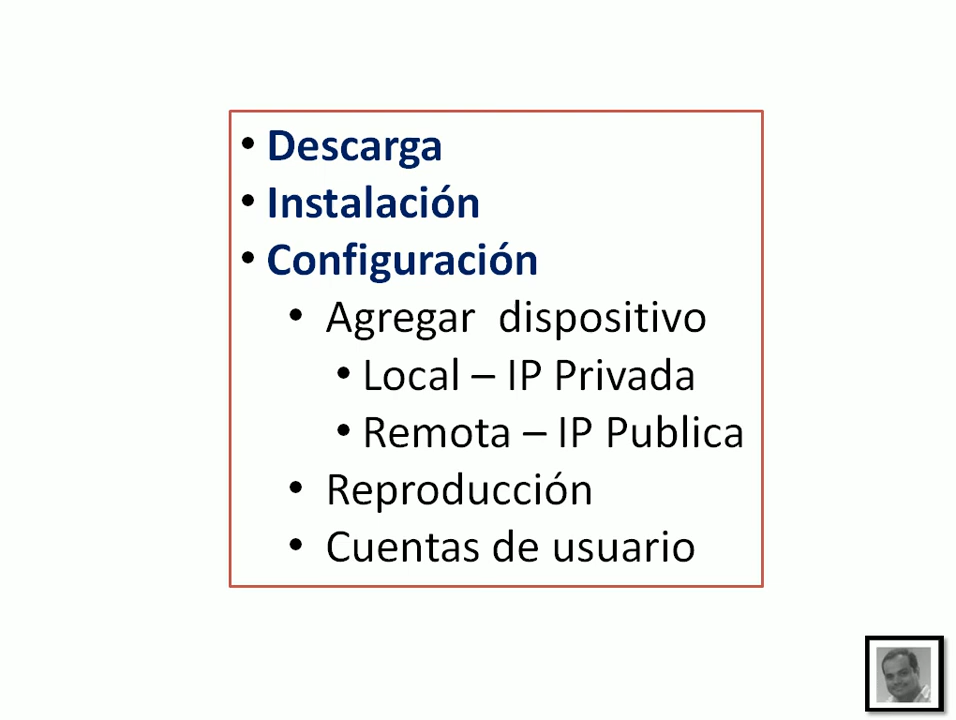 • Descarga
• Instalación
• Configuración
• Agregar dispositivo
• Local – IP Privada
• Remota – IP Publica
• Reproducción
• Cuentas de usuario